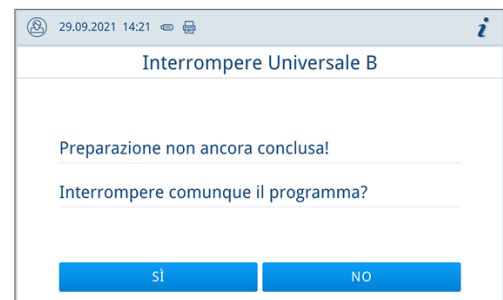 29.09.2021 14:21
i
Interrompere Universale B
Preparazione non ancora conclusa!
Interrompere comunque il programma?
SÌ NO